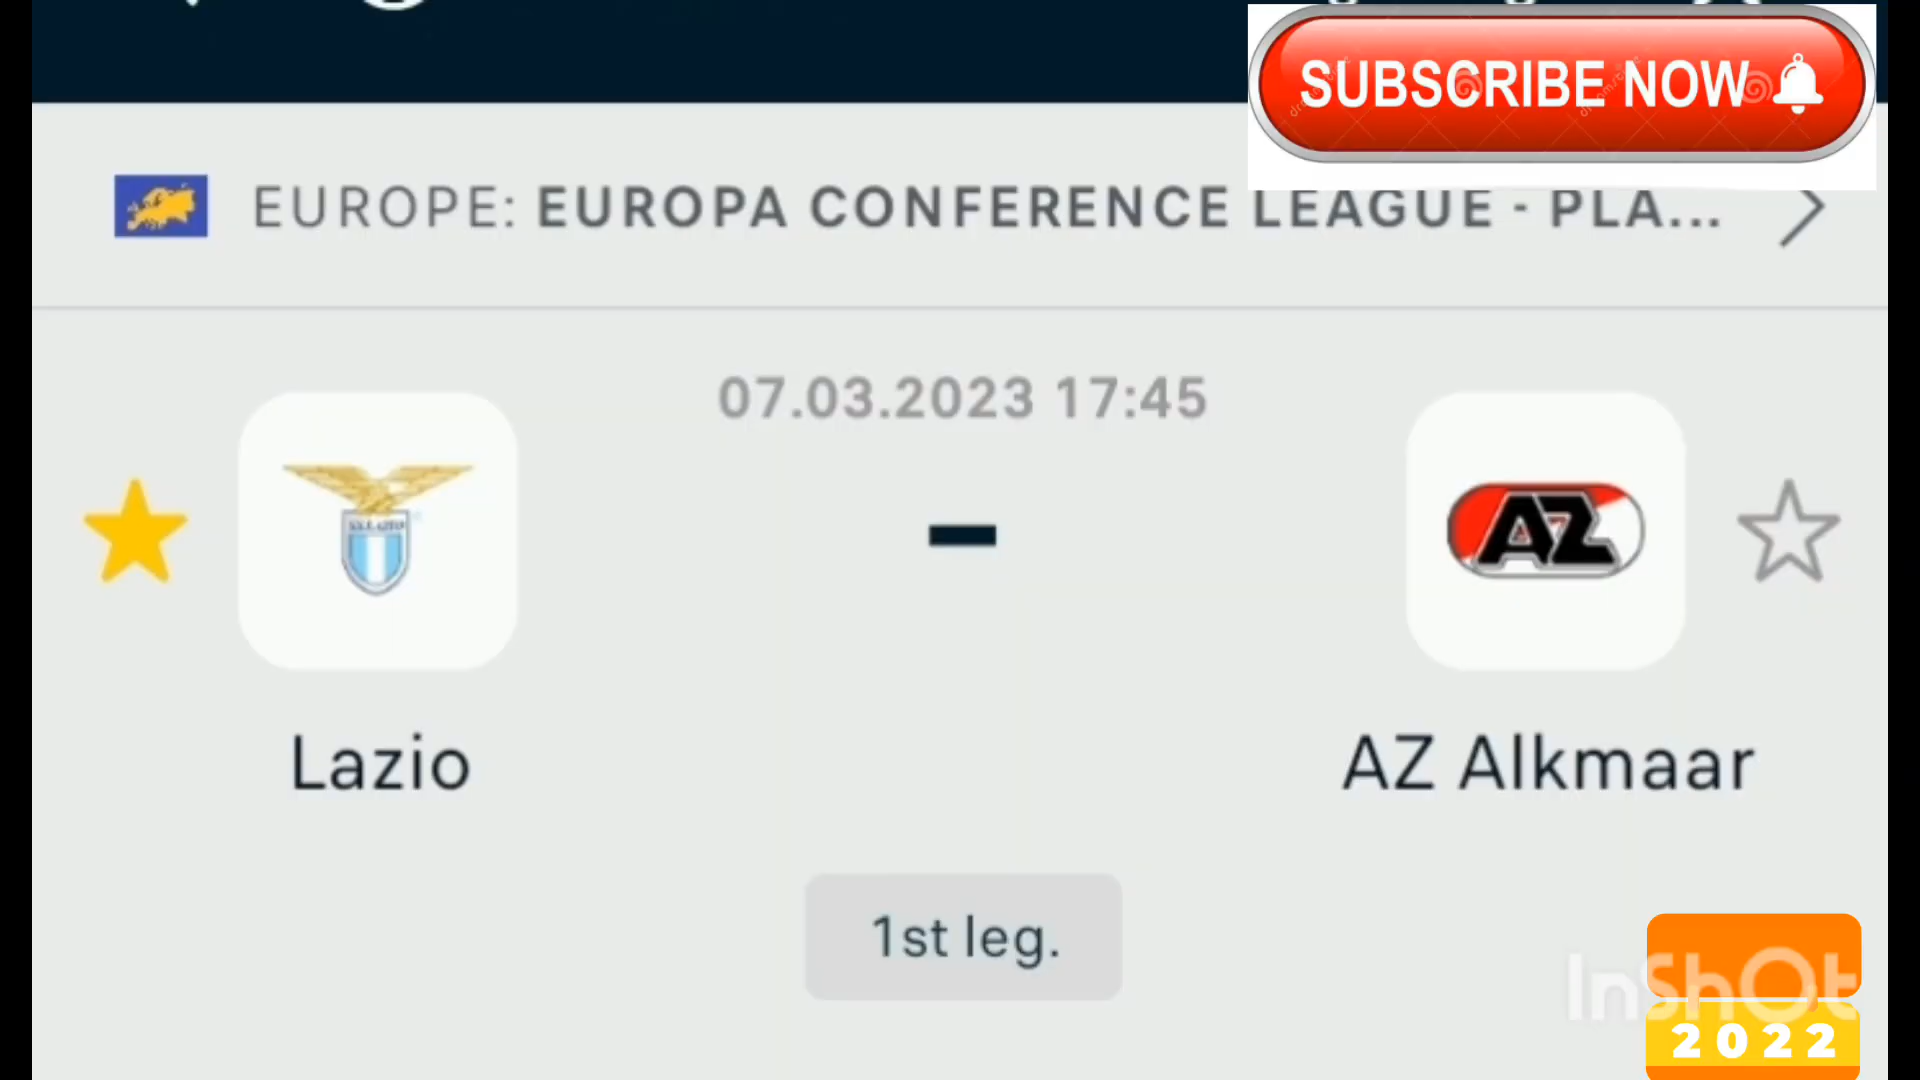 SUBSCRIBE NOW
EUROPE: EUROPA CONFERENCE LEAGUE - PLA...
07.03.2023 17:45
AZ
Lazio
AZ Alkmaar
1st leg.
InShOt
2022